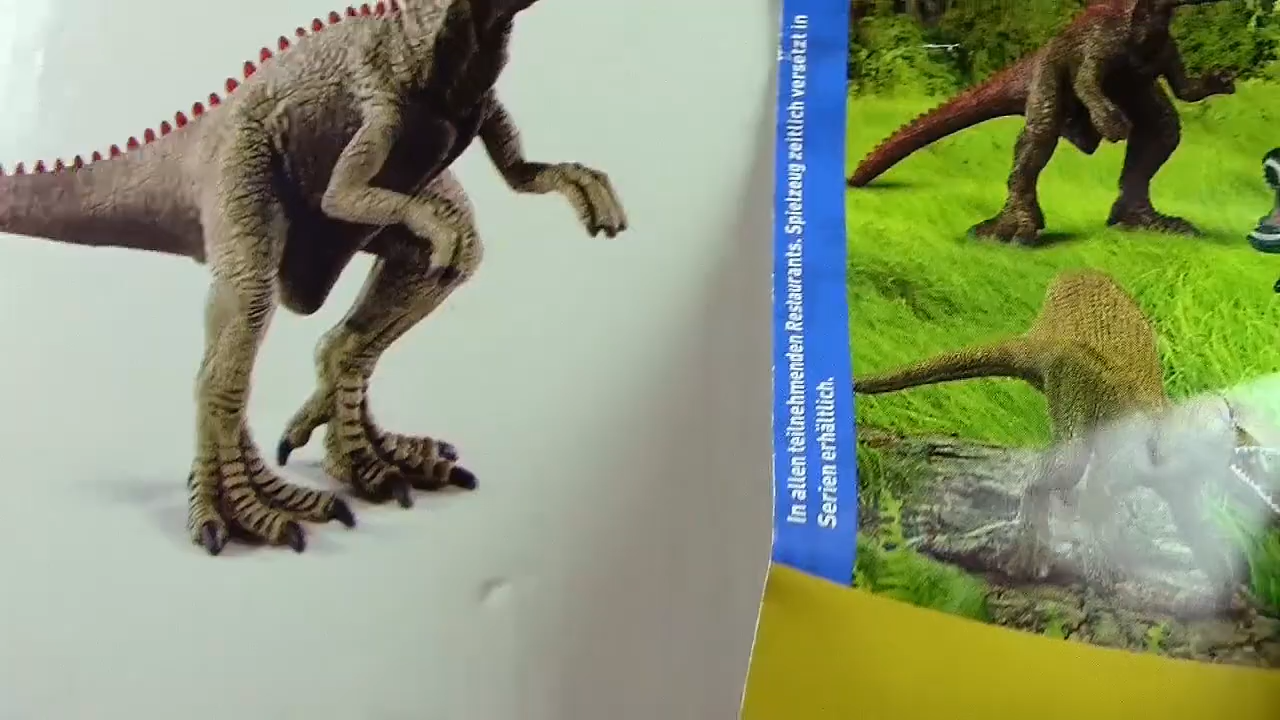 In allen teilnehmenden Restaurants. Spielzeug zeitlich versetzt in
Serien erhältlich.